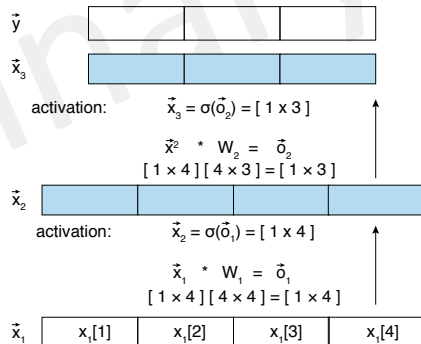 y⃗
x⃗₃
activation: x⃗₃ = σ(o⃗₂) = [ 1 x 3 ]
x⃗² * W₂ = o⃗₂
[ 1 × 4 ] [ 4 × 3 ] = [ 1 × 3 ]
x⃗₂
activation: x⃗₂ = σ(o⃗₁) = [ 1 x 4 ]
x⃗₁ * W₁ = o⃗₁
[ 1 × 4 ] [ 4 × 4 ] = [ 1 × 4 ]
x⃗₁ x₁[1] x₁[2] x₁[3] x₁[4]